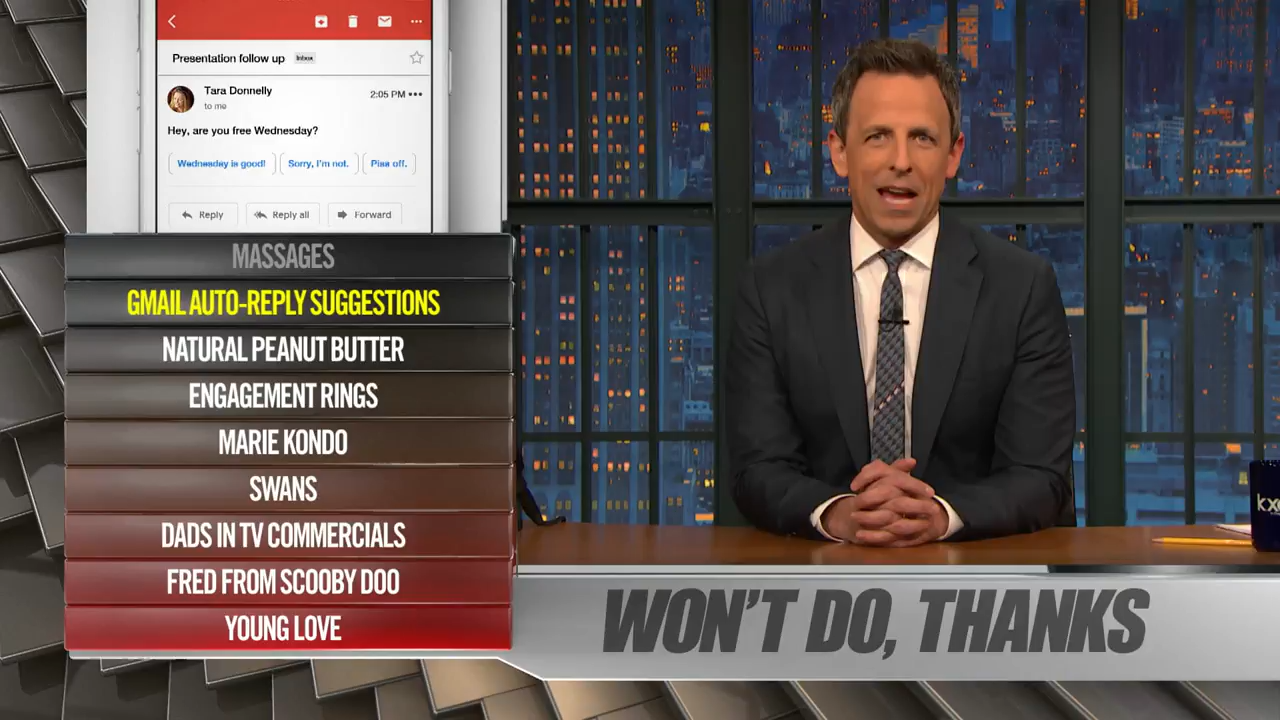 Presentation follow up Inbox
Tara Donnelly
2:05 PM
to me
Hey, are you free Wednesday?
Wednesday is good! Sorry, I'm not. Piss off.
Reply Reply all Forward
MASSAGES
GMAIL AUTO-REPLY SUGGESTIONS
NATURAL PEANUT BUTTER
ENGAGEMENT RINGS
MARIE KONDO
SWANS
DADS IN TV COMMERCIALS
FRED FROM SCOOBY DOO
YOUNG LOVE
WON'T DO, THANKS